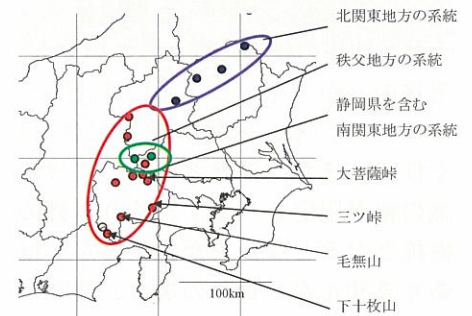 北関東地方の系統
秩父地方の系統
静岡県を含む
南関東地方の系統
大菩薩峠
三ツ峠
毛無山
下十枚山
100km